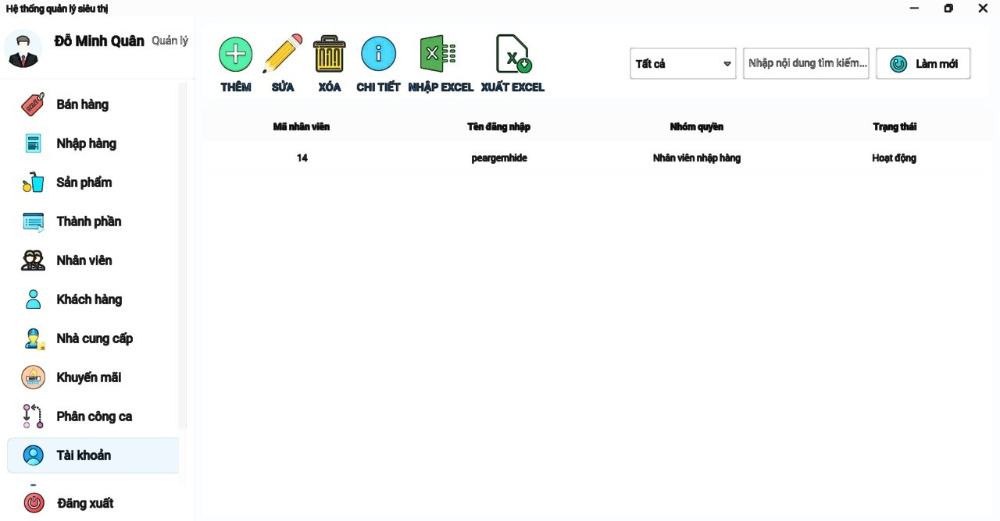 Hệ thống quản lý siêu thị
Đỗ Minh Quân Quản lý
Bán hàng
Nhập hàng
Sản phẩm
Thành phần
Nhân viên
Khách hàng
Nhà cung cấp
Khuyến mãi
Phân công ca
Tài khoản
Đăng xuất
THÊM SỬA XÓA CHI TIẾT NHẬP EXCEL XUẤT EXCEL
Tất cả Nhập nội dung tìm kiếm... Làm mới
Mã nhân viên Tên đăng nhập Nhóm quyền Trạng thái
14 peargemhide Nhân viên nhập hàng Hoạt động